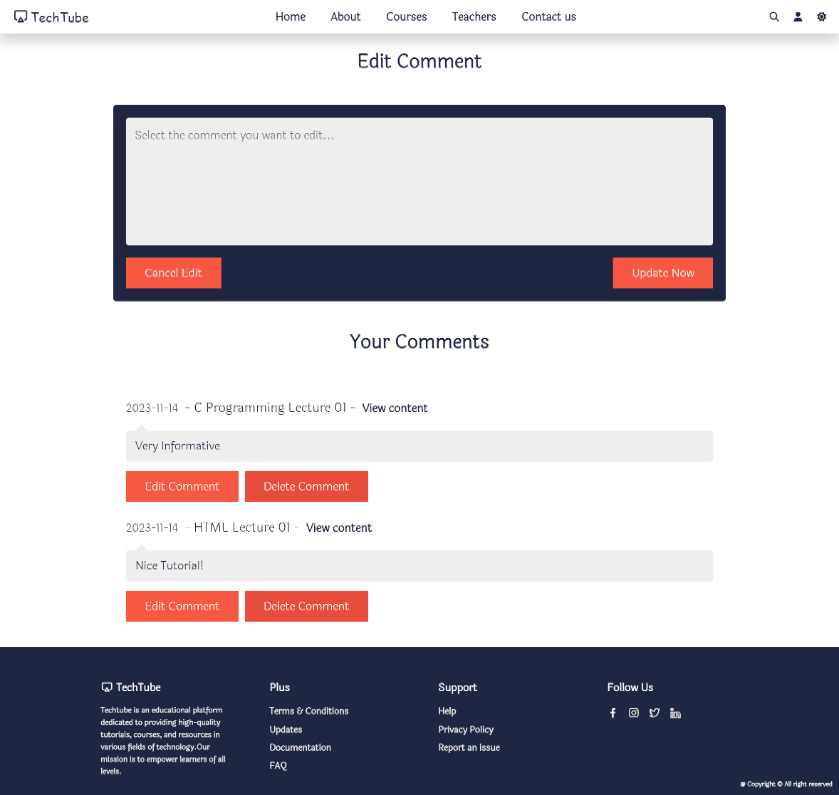 TechTube
Home About Courses Teachers Contact us
Edit Comment
Select the comment you want to edit...
Cancel Edit Update Now
Your Comments
2023-11-14 - C Programming Lecture 01 - View content
Very Informative
Edit Comment Delete Comment
2023-11-14 - HTML Lecture 01 - View content
Nice Tutorial!
Edit Comment Delete Comment
TechTube
Techtube is an educational platform
dedicated to providing high-quality
tutorials, courses, and resources in
various fields of technology.Our
mission is to empower learners of all
levels.
Plus
Terms & Conditions
Updates
Documentation
FAQ
Support
Help
Privacy Policy
Report an Issue
Follow Us
@ Copyright © All right reserved